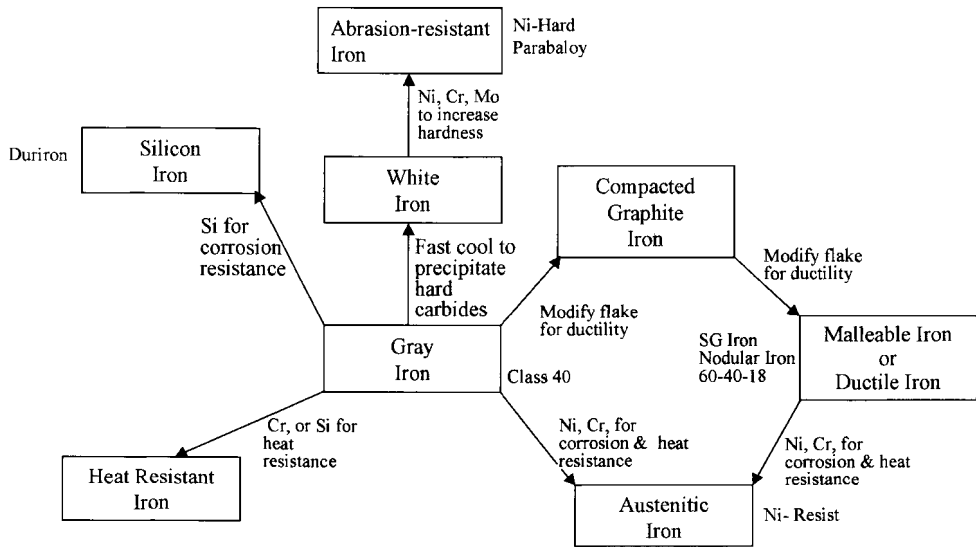 Abrasion-resistant
Iron
Ni-Hard
Parabaloy
Ni, Cr, Mo
to increase
hardness
Duriron
Silicon
Iron
White
Iron
Compacted
Graphite
Iron
Si for
corrosion
resistance
Fast cool to
precipitate
hard
carbides
Modify flake
for ductility
Modify flake
for ductility
Gray
Iron
Class 40
SG Iron
Nodular Iron
60-40-18
Malleable Iron
or
Ductile Iron
Cr, or Si for
heat
resistance
Ni, Cr, for
corrosion & heat
resistance
Ni, Cr, for
corrosion & heat
resistance
Heat Resistant
Iron
Austenitic
Iron
Ni- Resist